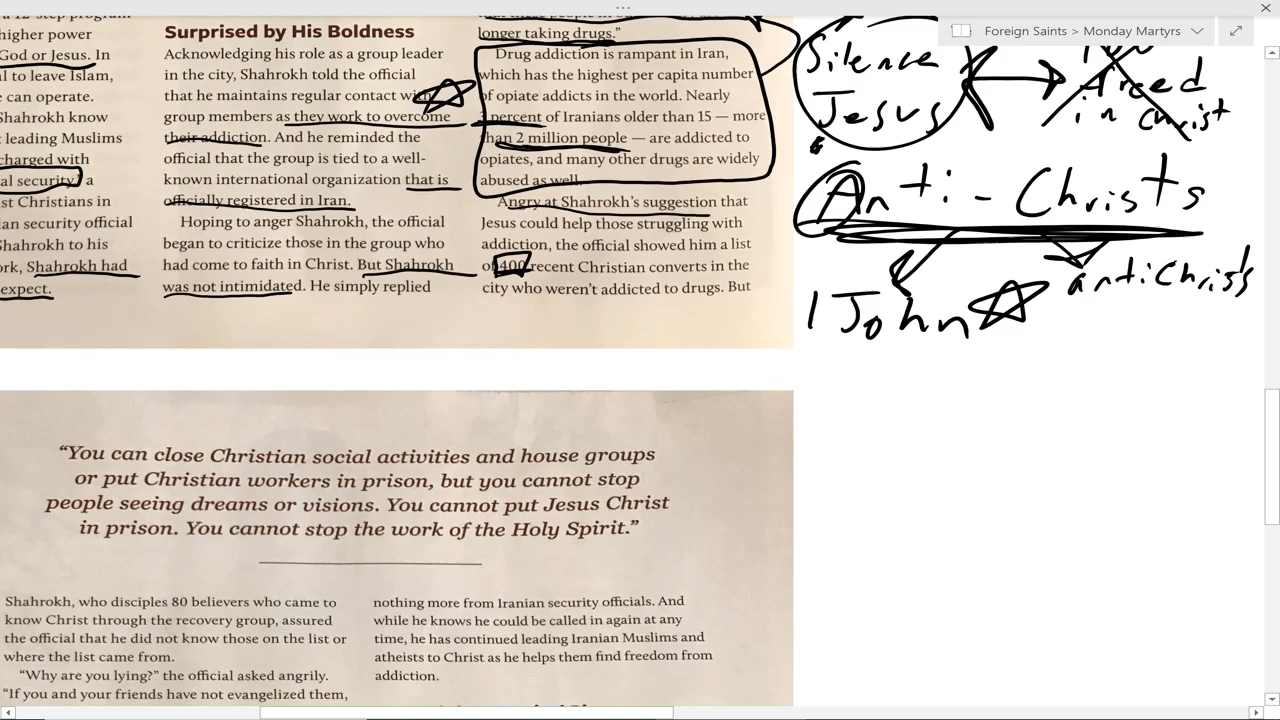 a 12-step program
higher power
God or Jesus. In
l to leave Islam,
can operate.
Shahrokh know
t leading Muslims
charged with
al security," a
st Christians in
an security official
Shahrokh to his
rk, Shahrokh had
expect.
Surprised by His Boldness
Acknowledging his role as a group leader
in the city, Shahrokh told the official
that he maintains regular contact with
group members as they work to overcome
their addiction. And he reminded the
official that the group is tied to a well-
known international organization that is
officially registered in Iran.
Hoping to anger Shahrokh, the official
began to criticize those in the group who
had come to faith in Christ. But Shahrokh
was not intimidated. He simply replied
longer taking drugs."
Drug addiction is rampant in Iran,
which has the highest per capita number
of opiate addicts in the world. Nearly
percent of Iranians older than 15 — more
than 2 million people — are addicted to
opiates, and many other drugs are widely
abused as well.
Angry at Shahrokh's suggestion that
Jesus could help those struggling with
addiction, the official showed him a list
of 400 recent Christian converts in the
city who weren't addicted to drugs. But
Foreign Saints > Monday Martyrs
Silence
Jesus
freed
in Christ
Anti-Christs
antichrists
1 John
“You can close Christian social activities and house groups
or put Christian workers in prison, but you cannot stop
people seeing dreams or visions. You cannot put Jesus Christ
in prison. You cannot stop the work of the Holy Spirit.”
Shahrokh, who disciples 80 believers who came to
know Christ through the recovery group, assured
the official that he did not know those on the list or
where the list came from.
“Why are you lying?” the official asked angrily.
“If you and your friends have not evangelized them,
nothing more from Iranian security officials. And
while he knows he could be called in again at any
time, he has continued leading Iranian Muslims and
atheists to Christ as he helps them find freedom from
addiction.